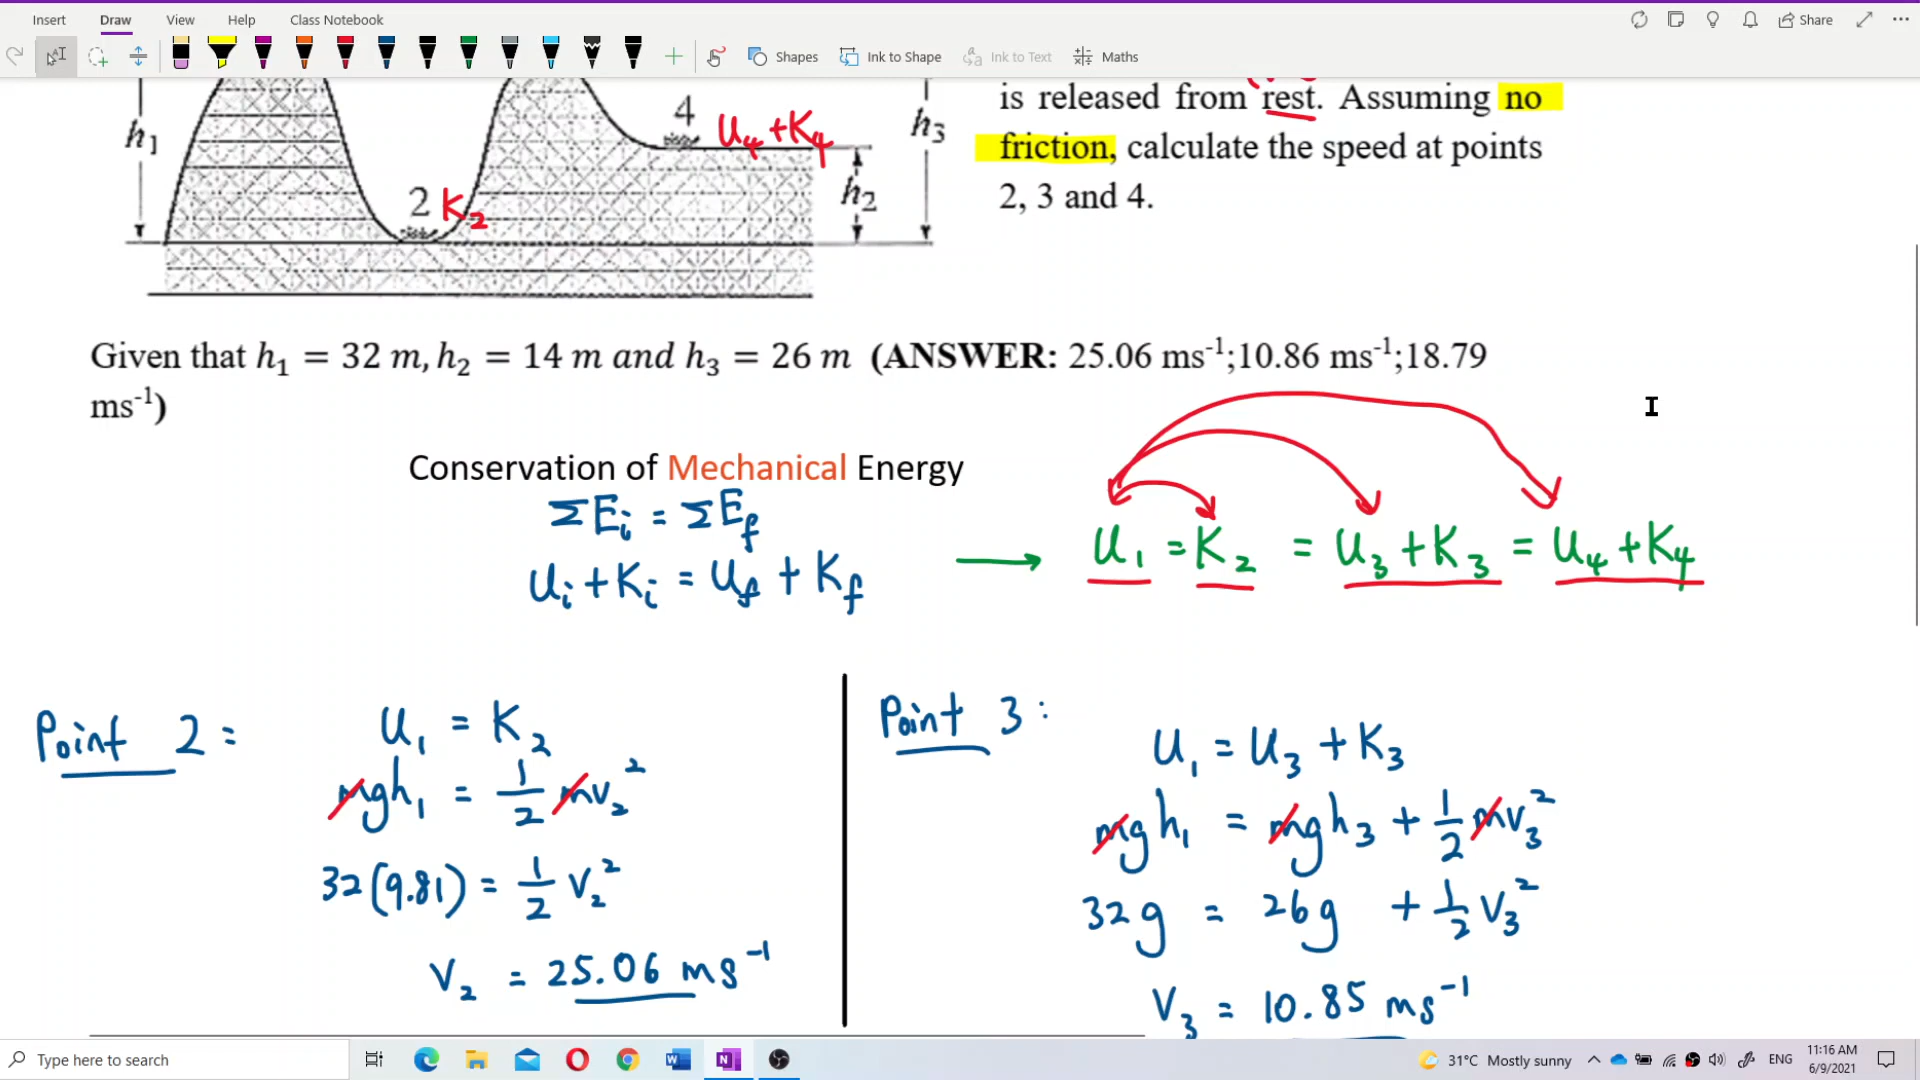 Insert Draw View Help Class Notebook Share
Shapes Ink to Shape Ink to Text Maths
is released from rest. Assuming no
friction, calculate the speed at points
2, 3 and 4.
h1
4
U4 + K4
h3
2 K2
h2
Given that h1 = 32 m, h2 = 14 m and h3 = 26 m (ANSWER: 25.06 ms-1;10.86 ms-1;18.79
ms-1)
Conservation of Mechanical Energy
ΣEi = ΣEf
Ui + Ki = Uf + Kf
U1 = K2 = U3 + K3 = U4 + K4
Point 2 :
U1 = K2
mgh1 = 1/2 mv2²
32(9.81) = 1/2 v2²
v2 = 25.06 ms-1
Point 3 :
U1 = U3 + K3
mgh1 = mgh3 + 1/2 mv3²
32g = 26g + 1/2 v3²
v3 = 10.85 ms-1
Type here to search
31°C Mostly sunny
ENG
11:16 AM
6/9/2021